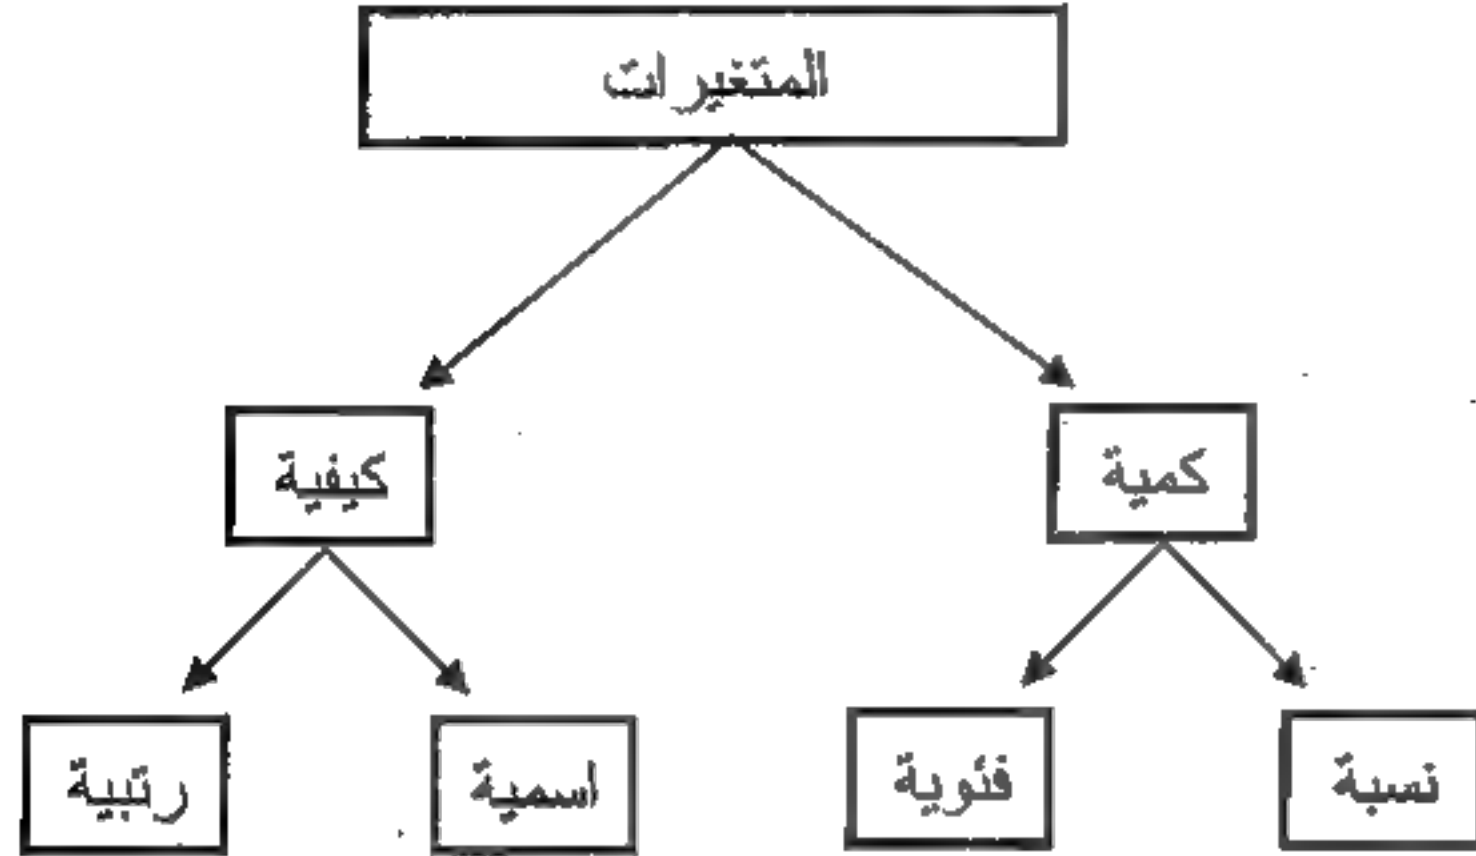 المتغيرات
كمية
كيفية
نسبة
فئوية
اسمية
رتبية